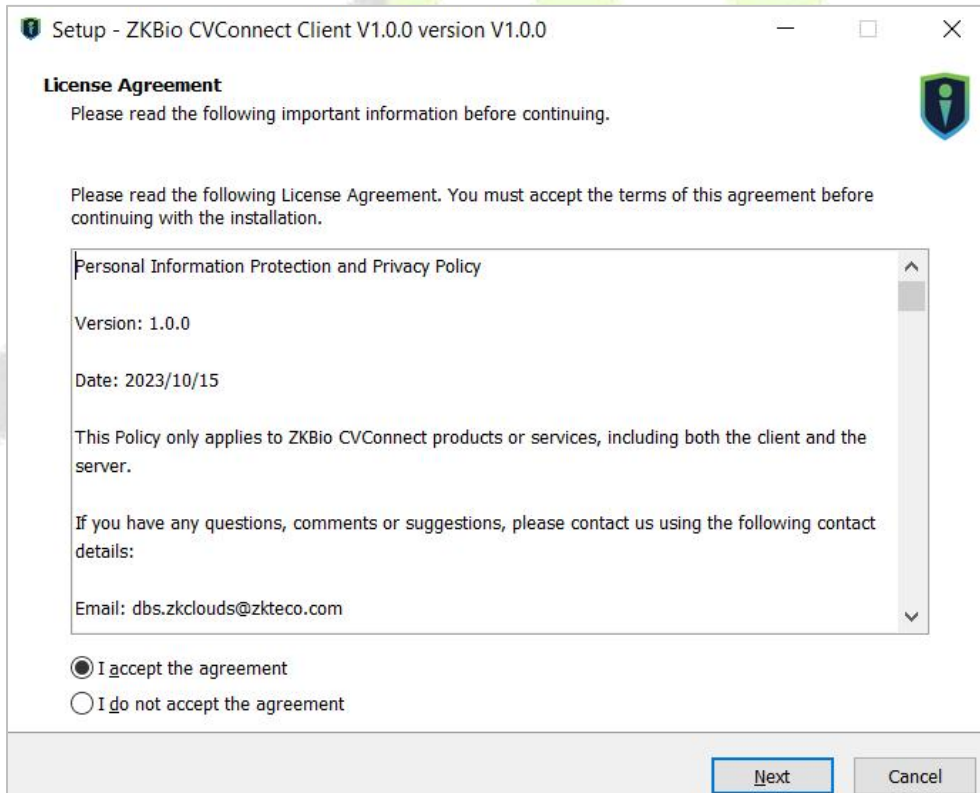 Setup - ZKBio CVConnect Client V1.0.0 version V1.0.0
License Agreement
Please read the following important information before continuing.
Please read the following License Agreement. You must accept the terms of this agreement before
continuing with the installation.
Personal Information Protection and Privacy Policy
Version: 1.0.0
Date: 2023/10/15
This Policy only applies to ZKBio CVConnect products or services, including both the client and the
server.
If you have any questions, comments or suggestions, please contact us using the following contact
details:
Email: dbs.zkclouds@zkteco.com
I accept the agreement
I do not accept the agreement
Next
Cancel